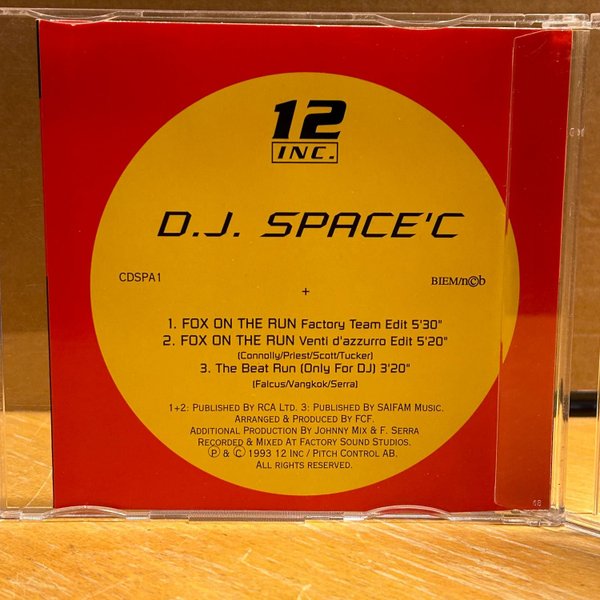 12
INC.
D.J. SPACE'C
CDSPA1
BIEM/n©b
+
1. FOX ON THE RUN Factory Team Edit 5'30"
2. FOX ON THE RUN Venti d'azzurro Edit 5'20"
(Connolly/Priest/Scott/Tucker)
3. The Beat Run (Only For DJ) 3'20"
(Falcus/Vangkok/Serra)
1+2: PUBLISHED BY RCA LTD. 3: PUBLISHED BY SAIFAM MUSIC.
ARRANGED & PRODUCED BY FCF.
ADDITIONAL PRODUCTION BY JOHNNY MIX & F. SERRA
RECORDED & MIXED AT FACTORY SOUND STUDIOS.
℗ & © 1993 12 INC / PITCH CONTROL AB.
ALL RIGHTS RESERVED.